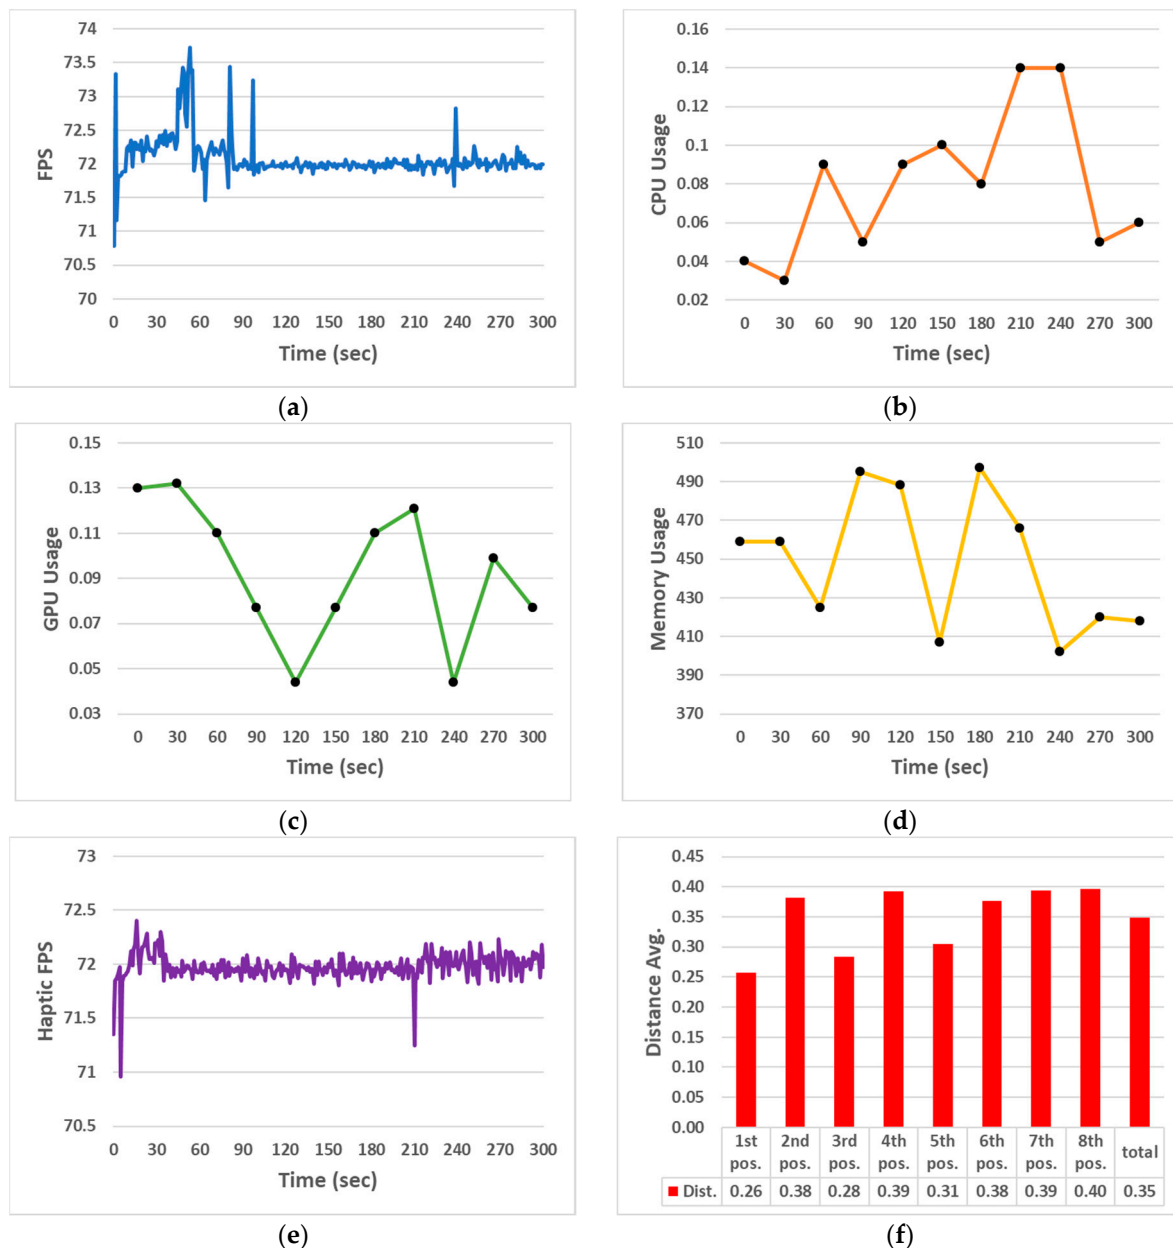 74
73.5
73
72.5
72
71.5
71
70.5
70
FPS
0 30 60 90 120 150 180 210 240 270 300
Time (sec)
(a)
0.16
0.14
0.12
0.1
0.08
0.06
0.04
0.02
CPU Usage
0 30 60 90 120 150 180 210 240 270 300
Time (sec)
(b)
0.15
0.13
0.11
0.09
0.07
0.05
0.03
GPU Usage
0 30 60 90 120 150 180 210 240 270 300
Time (sec)
(c)
510
490
470
450
430
410
390
370
Memory Usage
0 30 60 90 120 150 180 210 240 270 300
Time (sec)
(d)
73
72.5
72
71.5
71
70.5
Haptic FPS
0 30 60 90 120 150 180 210 240 270 300
Time (sec)
(e)
0.45
0.40
0.35
0.30
0.25
0.20
0.15
0.10
0.05
0.00
Distance Avg.
1st pos. 2nd pos. 3rd pos. 4th pos. 5th pos. 6th pos. 7th pos. 8th pos. total
Dist. 0.26 0.38 0.28 0.39 0.31 0.38 0.39 0.40 0.35
(f)